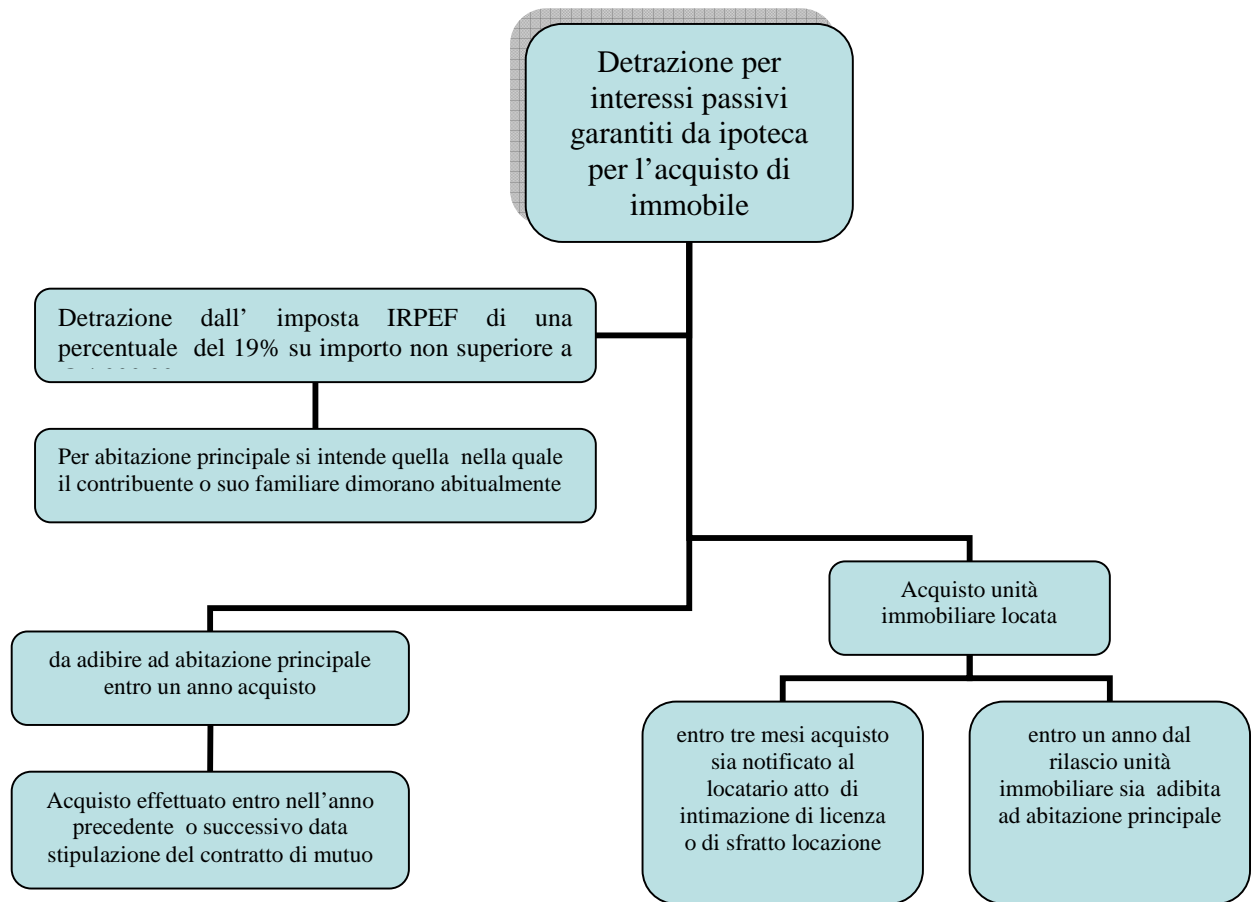 Detrazione per
interessi passivi
garantiti da ipoteca
per l’acquisto di
immobile
Detrazione dall’ imposta IRPEF di una
percentuale del 19% su importo non superiore a
Per abitazione principale si intende quella nella quale
il contribuente o suo familiare dimorano abitualmente
Acquisto unità
immobiliare locata
da adibire ad abitazione principale
entro un anno acquisto
Acquisto effettuato entro nell’anno
precedente o successivo data
stipulazione del contratto di mutuo
entro tre mesi acquisto
sia notificato al
locatario atto di
intimazione di licenza
o di sfratto locazione
entro un anno dal
rilascio unità
immobiliare sia adibita
ad abitazione principale